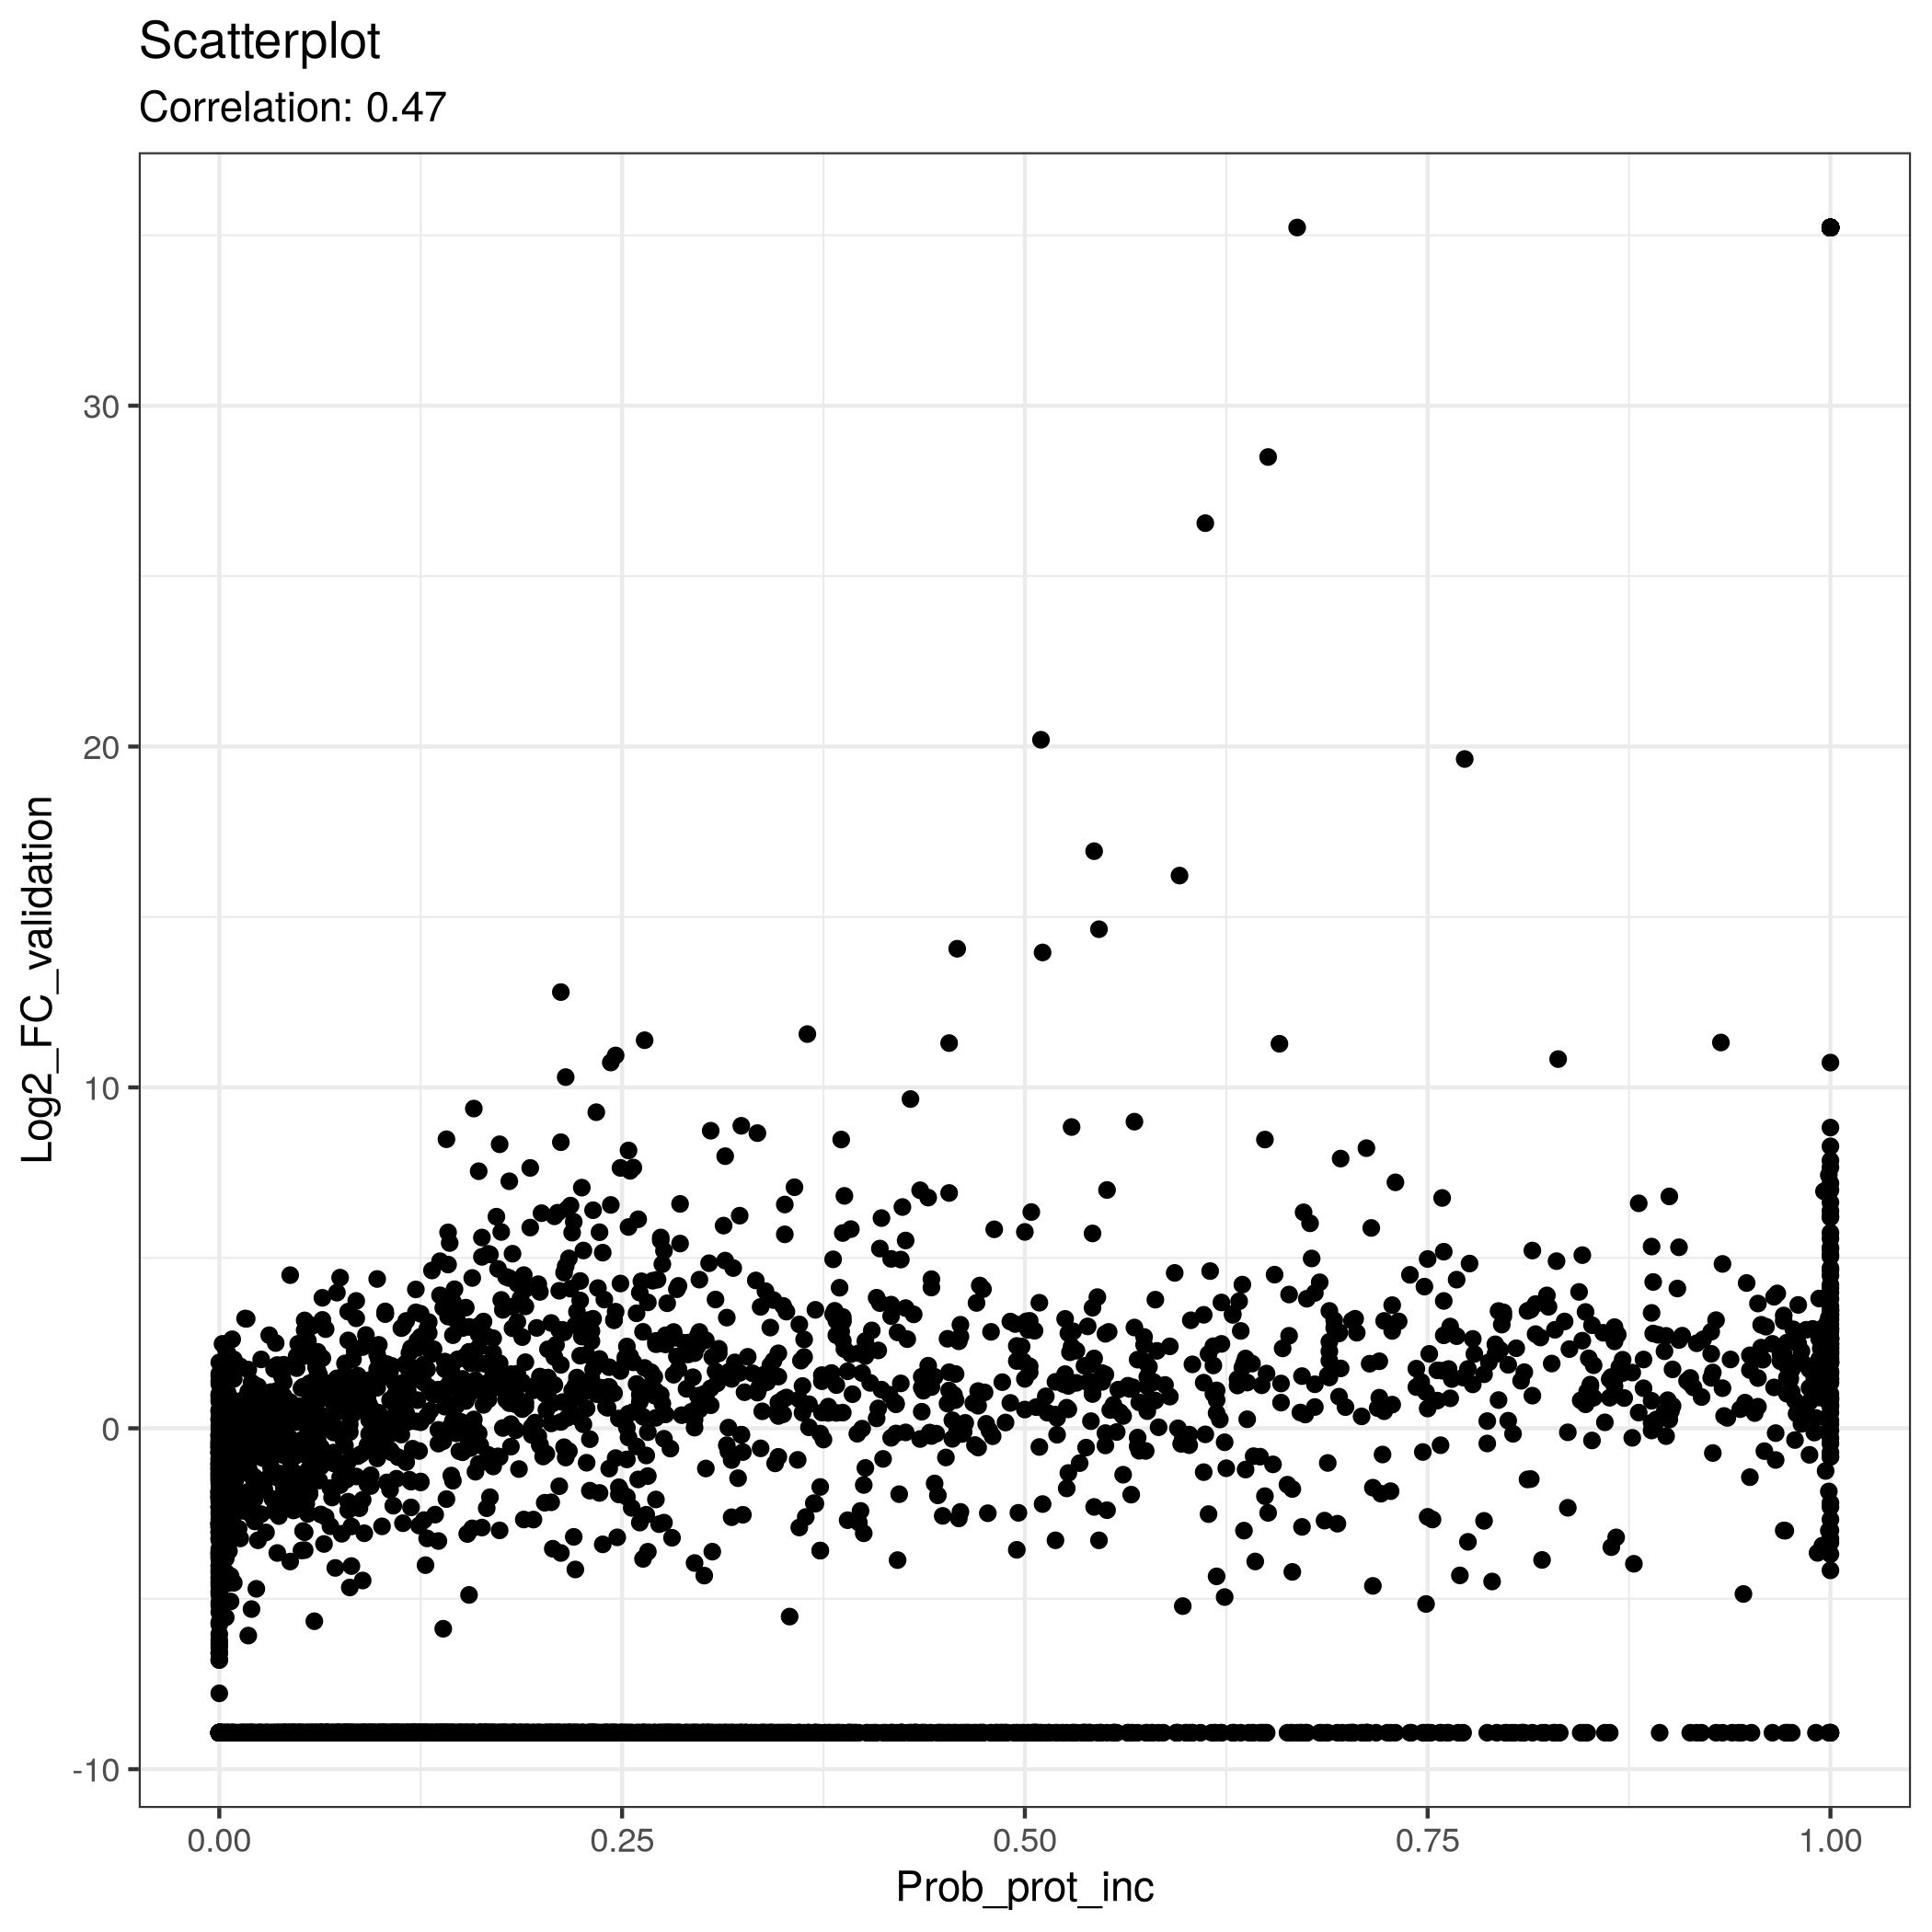 Scatterplot
Correlation: 0.47
30
20
10
0
-10
Log2_FC_validation
0.00 0.25 0.50 0.75 1.00
Prob_prot_inc